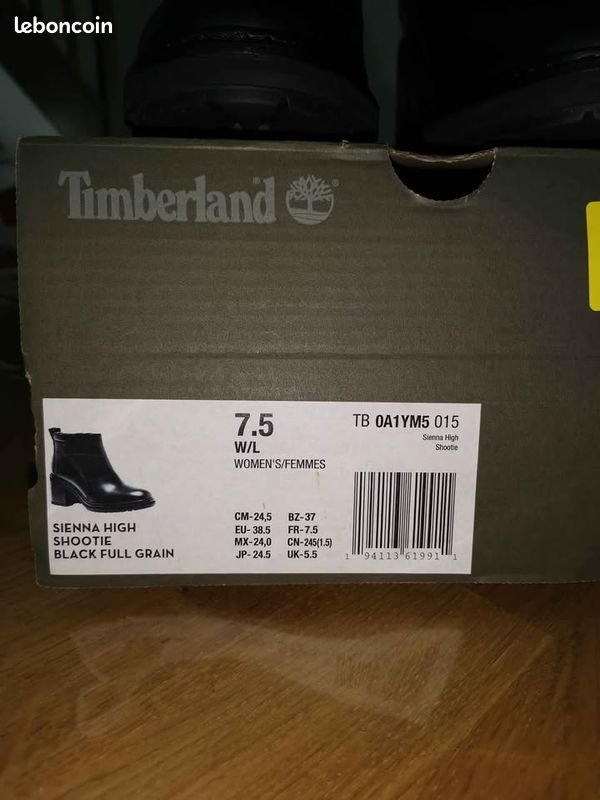 leboncoin
Timberland ®
7.5
W/L
WOMEN'S/FEMMES
TB 0A1YM5 015
Sienna High
Shootie
SIENNA HIGH
SHOOTIE
BLACK FULL GRAIN
CM-24,5 BZ-37
EU- 38.5 FR-7.5
MX-24,0 CN-245(1.5)
JP- 24.5 UK-5.5
1 94113 61991 1